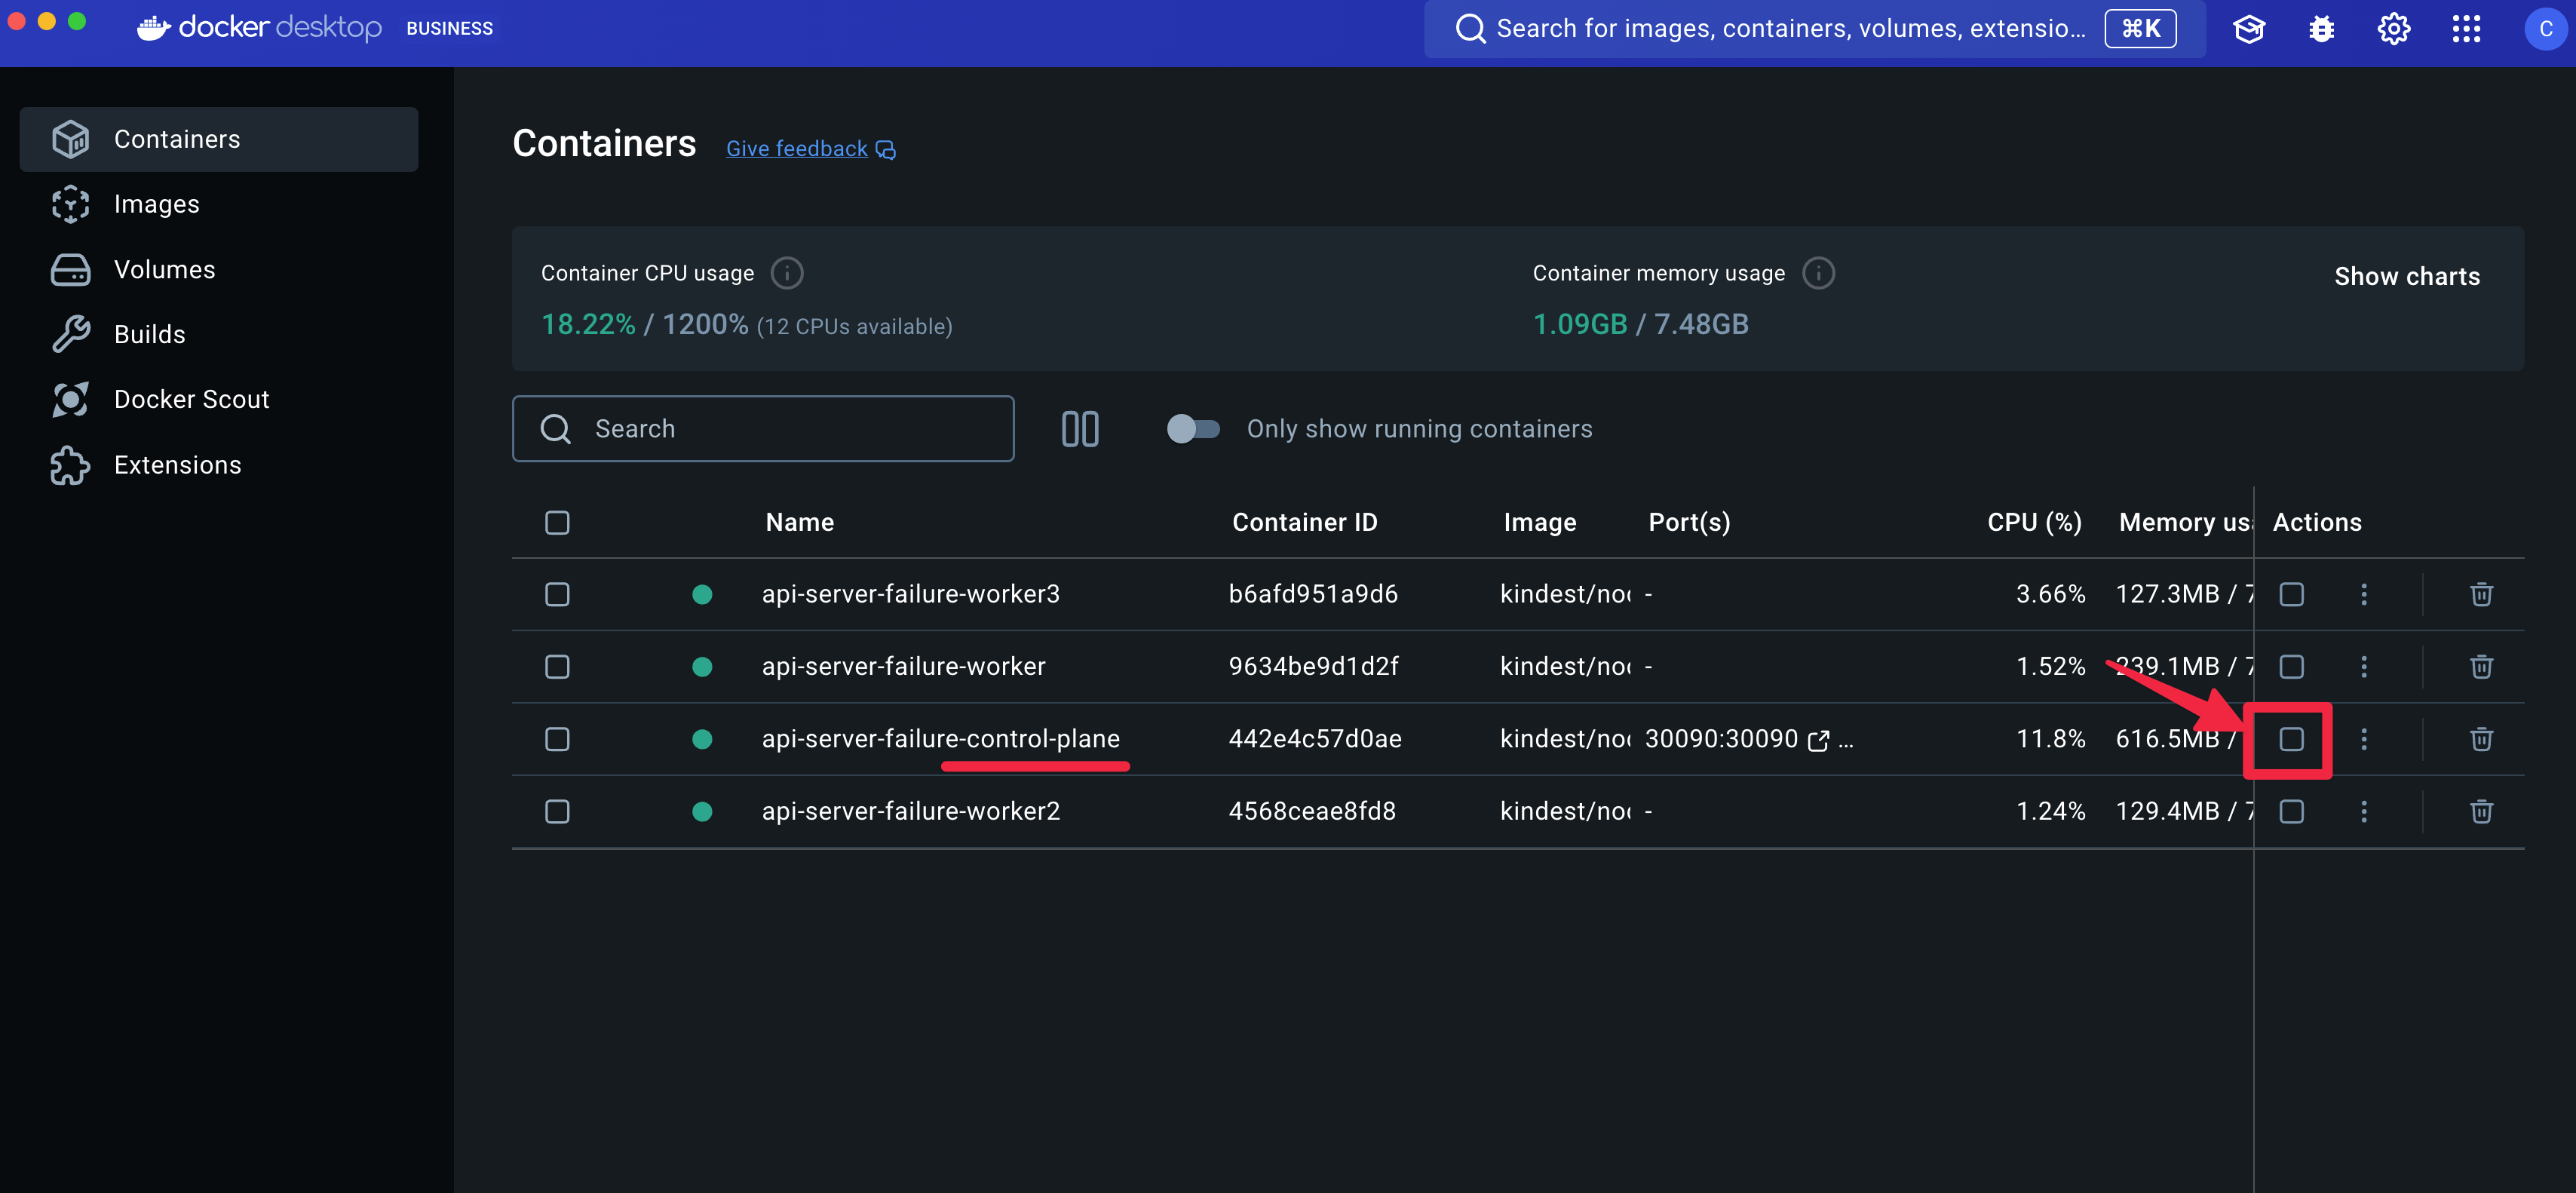 docker desktop BUSINESS
Search for images, containers, volumes, extensio... ⌘K
C
Containers
Images
Volumes
Builds
Docker Scout
Extensions
Containers Give feedback
Container CPU usage
18.22% / 1200% (12 CPUs available)
Container memory usage
1.09GB / 7.48GB
Show charts
Search
Only show running containers
Name Container ID Image Port(s) CPU (%) Memory usa Actions
api-server-failure-worker3 b6afd951a9d6 kindest/noc - 3.66% 127.3MB / 7
api-server-failure-worker 9634be9d1d2f kindest/noc - 1.52% 239.1MB / 7
api-server-failure-control-plane 442e4c57d0ae kindest/noc 30090:30090 ... 11.8% 616.5MB /
api-server-failure-worker2 4568ceae8fd8 kindest/noc - 1.24% 129.4MB / 7